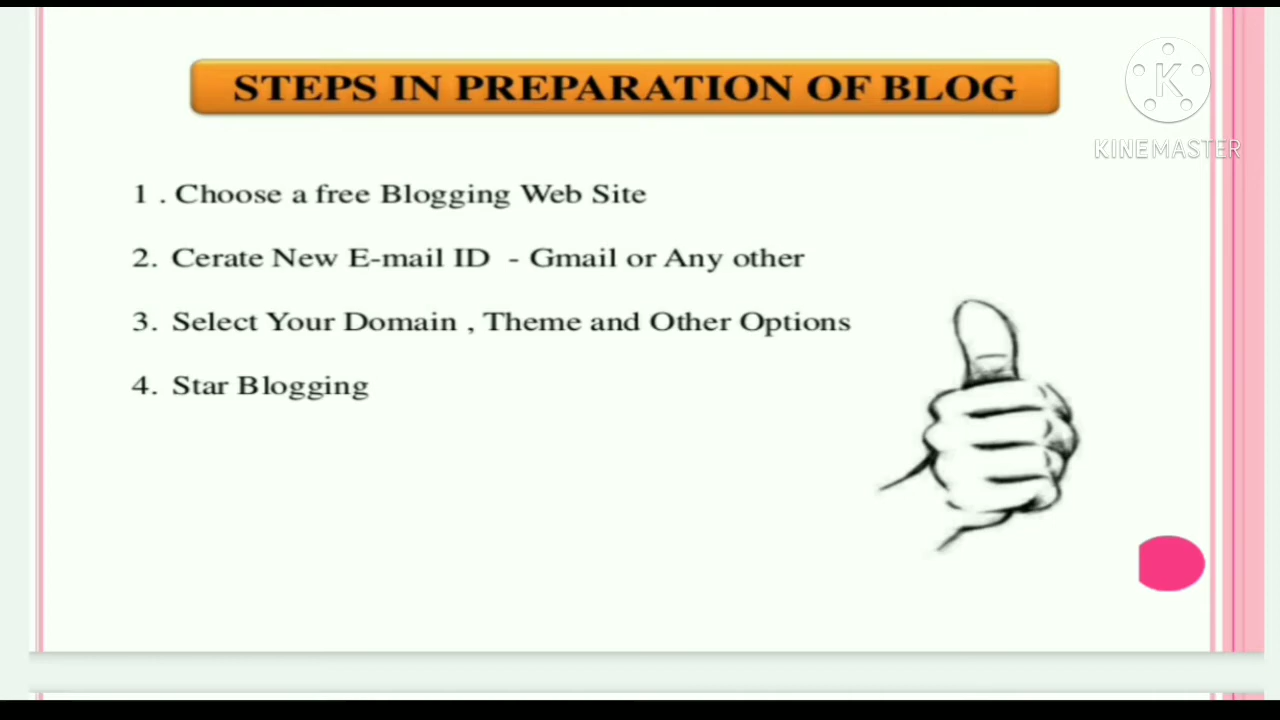 STEPS IN PREPARATION OF BLOG
K
KINEMASTER
1 . Choose a free Blogging Web Site
2. Cerate New E-mail ID - Gmail or Any other
3. Select Your Domain , Theme and Other Options
4. Star Blogging